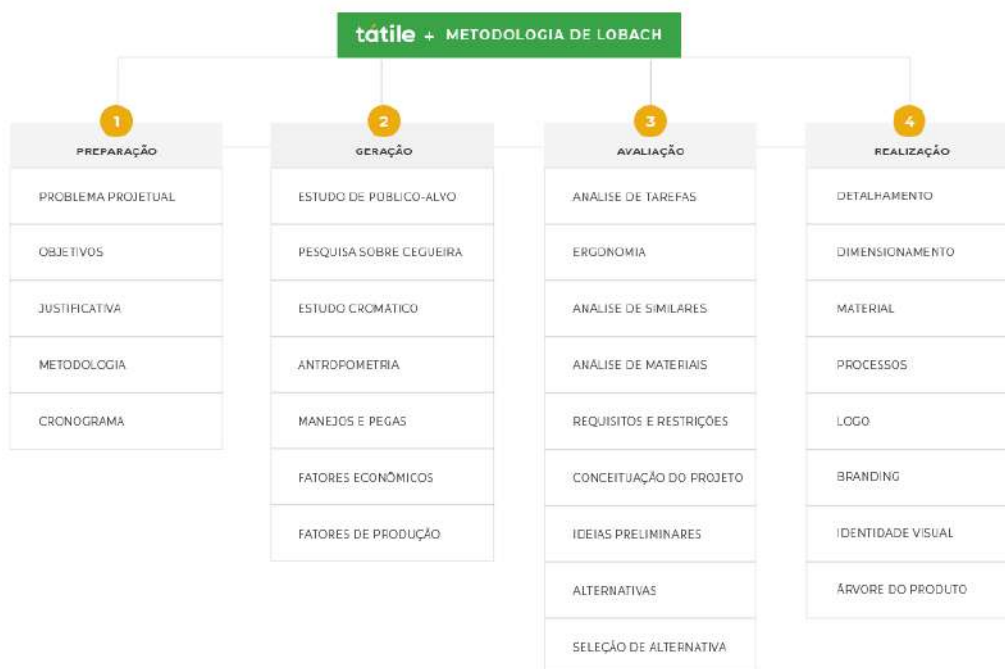 tátile + METODOLOGIA DE LOBACH
1
PREPARAÇÃO
PROBLEMA PROJETUAL
OBJETIVOS
JUSTIFICATIVA
METODOLOGIA
CRONOGRAMA
2
GERAÇÃO
ESTUDO DE PÚBLICO-ALVO
PESQUISA SOBRE CEGUEIRA
ESTUDO CROMÁTICO
ANTROPOMETRIA
MANEJOS E PEGAS
FATORES ECONÔMICOS
FATORES DE PRODUÇÃO
3
AVALIAÇÃO
ANÁLISE DE TAREFAS
ERGONOMIA
ANÁLISE DE SIMILARES
ANÁLISE DE MATERIAIS
REQUISITOS E RESTRIÇÕES
CONCEITUAÇÃO DO PROJETO
IDEIAS PRELIMINARES
ALTERNATIVAS
SELEÇÃO DE ALTERNATIVA
4
REALIZAÇÃO
DETALHAMENTO
DIMENSIONAMENTO
MATERIAL
PROCESSOS
LOGO
BRANDING
IDENTIDADE VISUAL
ÁRVORE DO PRODUTO